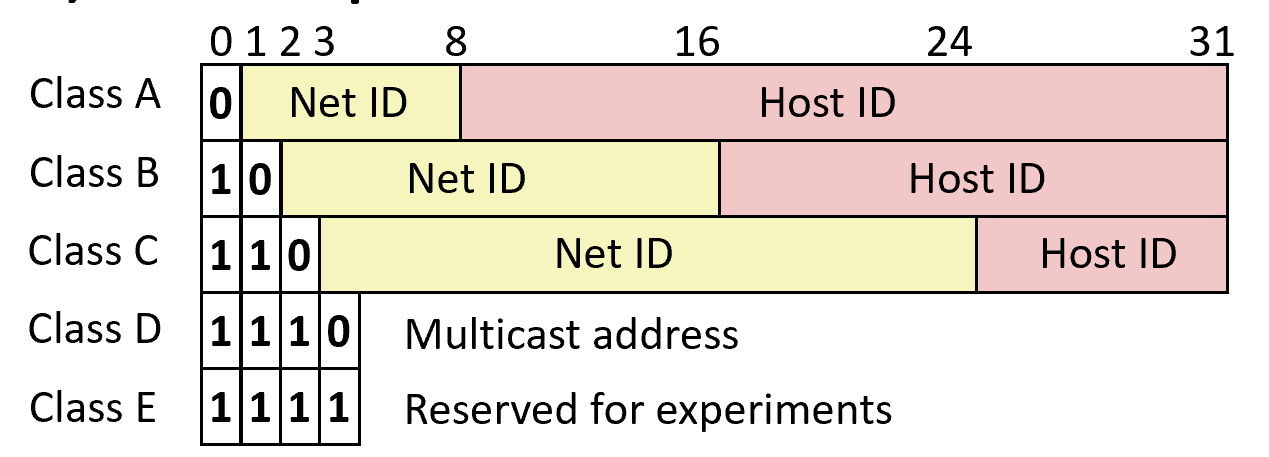 0 1 2 3 8 16 24 31
Class A 0 Net ID Host ID
Class B 1 0 Net ID Host ID
Class C 1 1 0 Net ID Host ID
Class D 1 1 1 0 Multicast address
Class E 1 1 1 1 Reserved for experiments